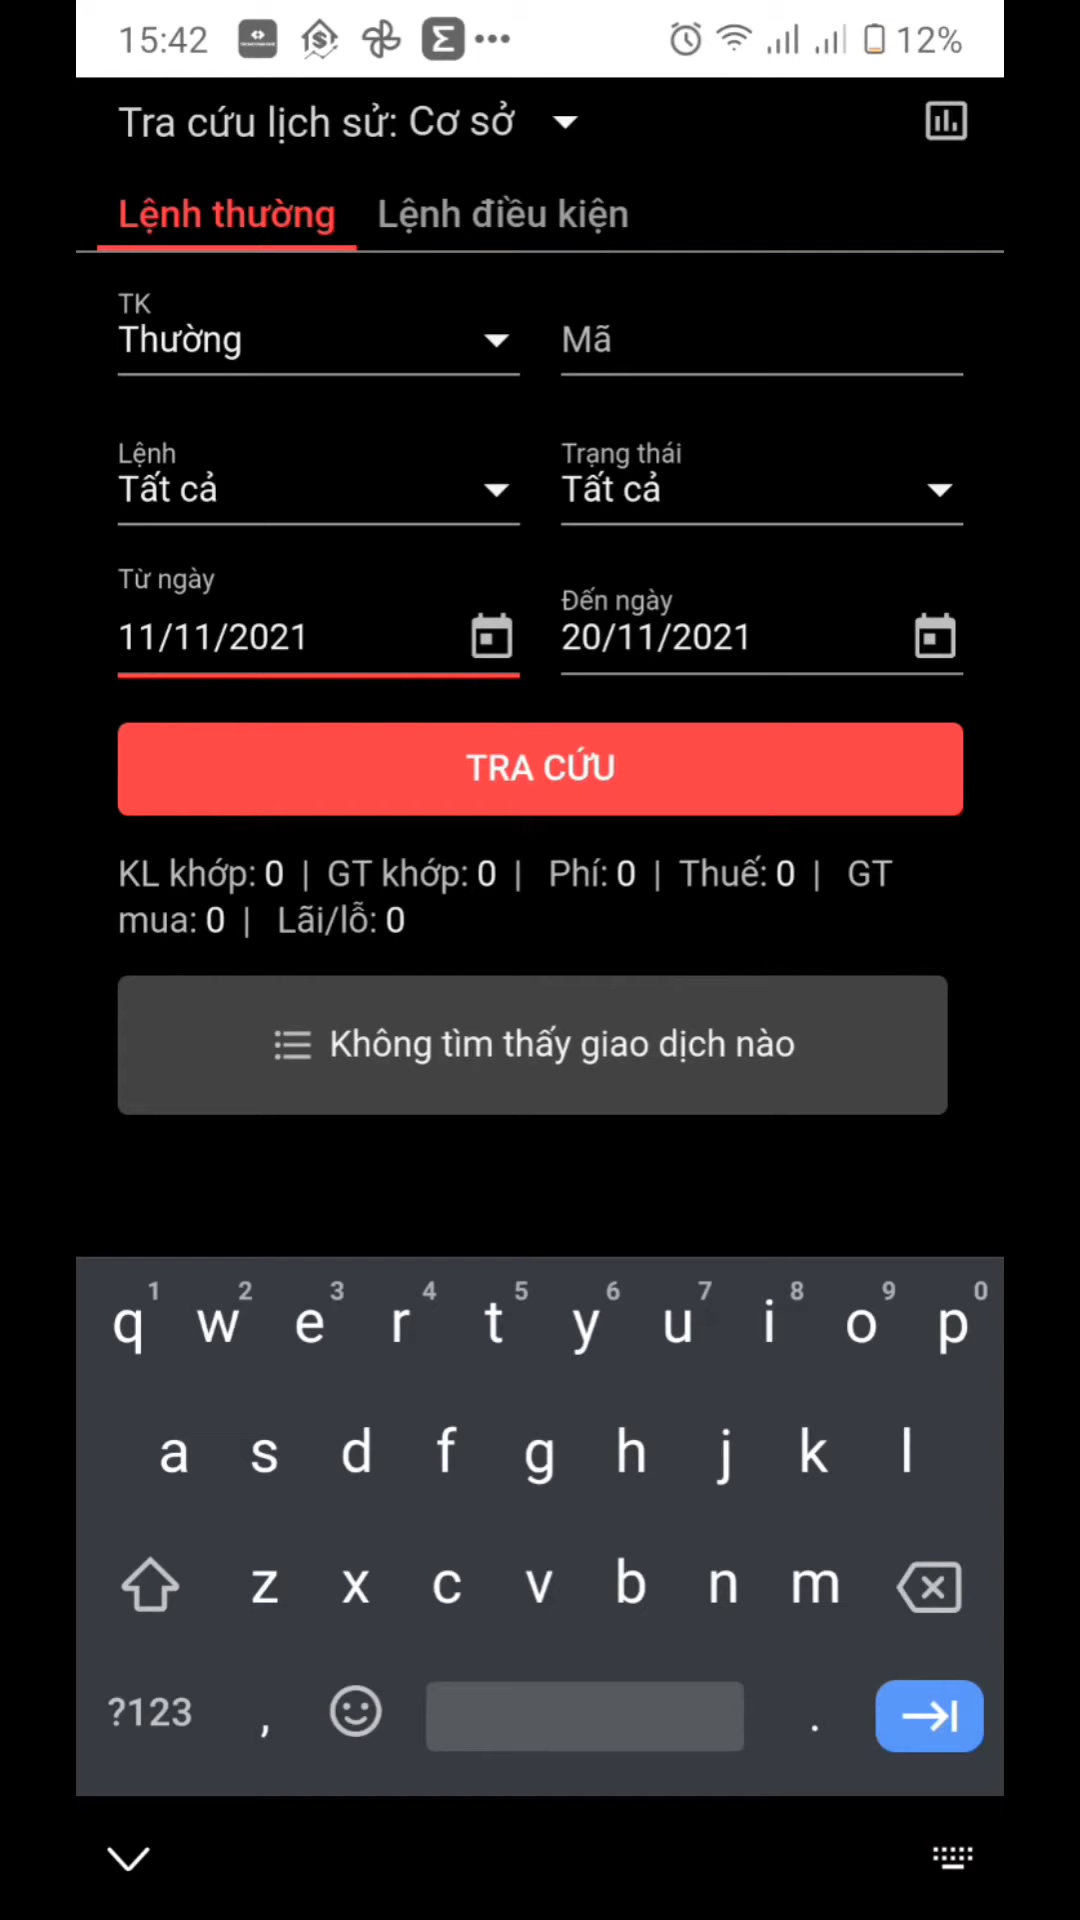 15:42 12%
Tra cứu lịch sử: Cơ sở
Lệnh thường Lệnh điều kiện
TK
Thường Mã
Lệnh Trạng thái
Tất cả Tất cả
Từ ngày Đến ngày
11/11/2021 20/11/2021
TRA CỨU
KL khớp: 0 | GT khớp: 0 | Phí: 0 | Thuế: 0 | GT
mua: 0 | Lãi/lỗ: 0
Không tìm thấy giao dịch nào
1 2 3 4 5 6 7 8 9 0
q w e r t y u i o p
a s d f g h j k l
z x c v b n m
?123 , .